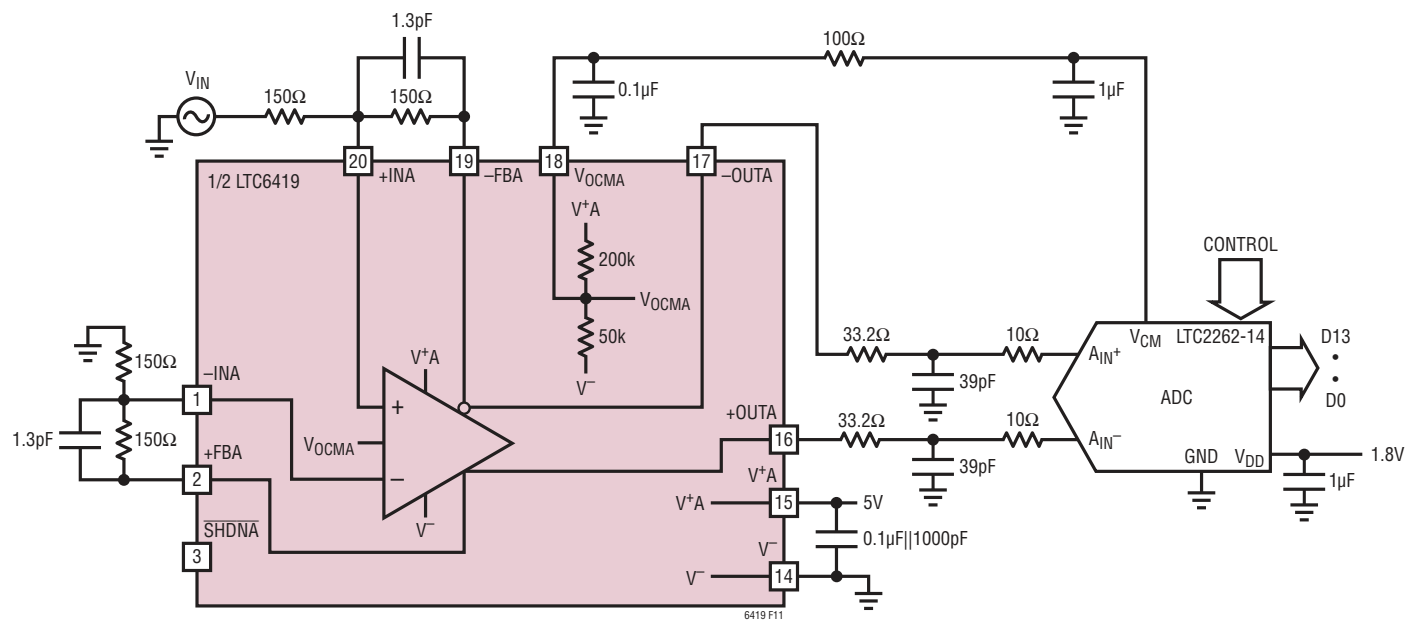 1.3pF
100Ω
V_IN
150Ω
150Ω
0.1µF
1µF
20
19
18
17
1/2 LTC6419
+INA
–FBA
V_OCMA
–OUTA
V⁺A
200k
V_OCMA
50k
V⁻
CONTROL
150Ω
–INA
1
1.3pF
150Ω
+FBA
2
SHDNA
3
V⁺A
+
V_OCMA
–
V⁻
33.2Ω
10Ω
39pF
+OUTA
16
33.2Ω
10Ω
39pF
V⁺A
V⁺A
15
5V
0.1µF||1000pF
V⁻
V⁻
14
V_CM
LTC2262-14
A_IN⁺
ADC
A_IN⁻
GND
V_DD
D13
D0
1.8V
1µF
6419 F11